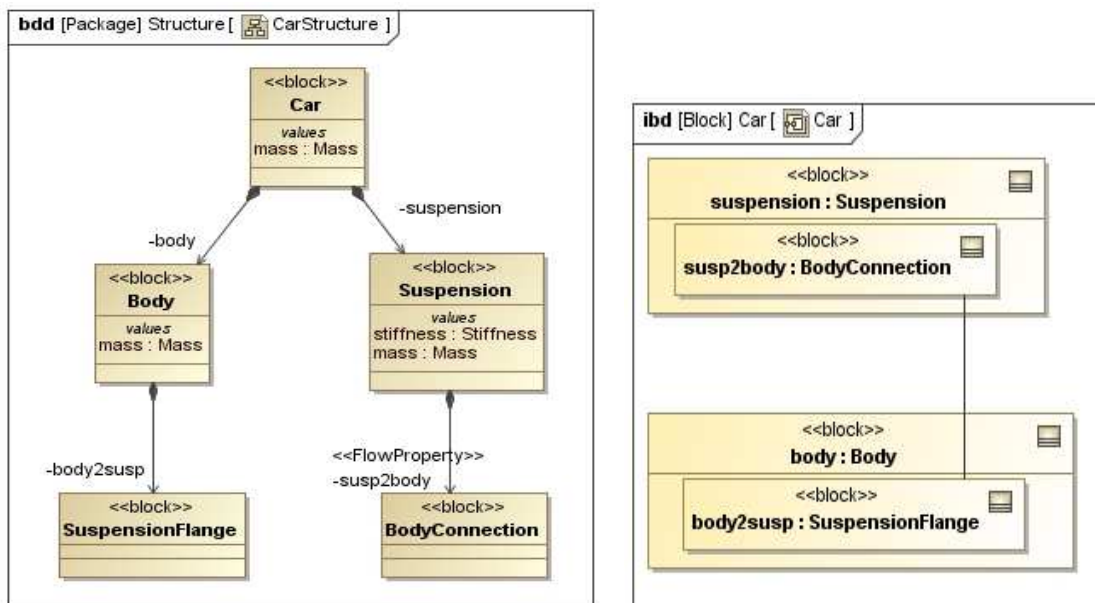 bdd [Package] Structure [ CarStructure ]
<<block>>
Car
values
mass : Mass
-body
-suspension
<<block>>
Body
values
mass : Mass
<<block>>
Suspension
values
stiffness : Stiffness
mass : Mass
-body2susp
<<FlowProperty>>
-susp2body
<<block>>
SuspensionFlange
<<block>>
BodyConnection
ibd [Block] Car [ Car ]
<<block>>
suspension : Suspension
<<block>>
susp2body : BodyConnection
<<block>>
body : Body
<<block>>
body2susp : SuspensionFlange